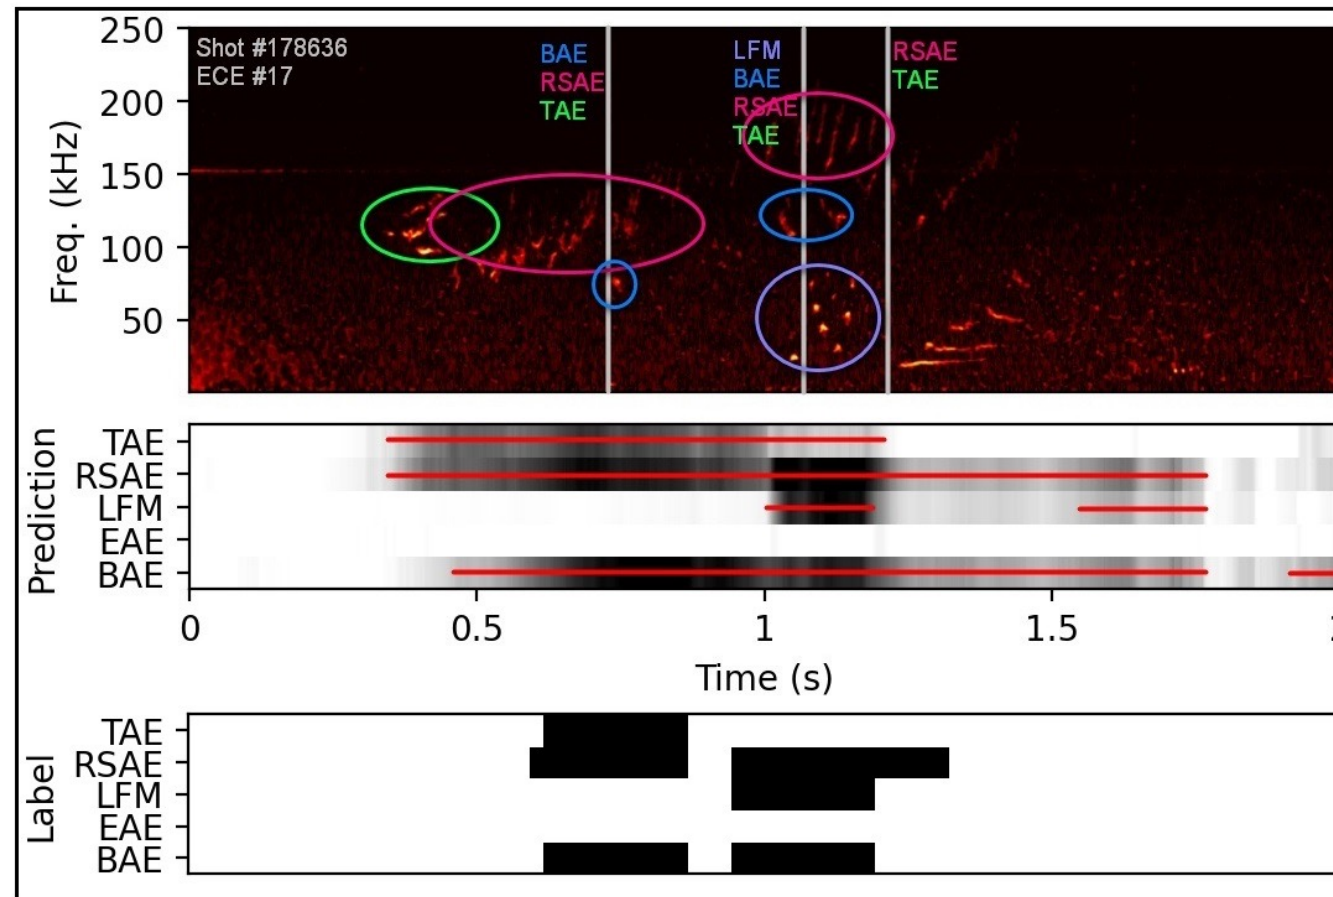 250
200
150
100
50
Freq. (kHz)
Shot #178636
ECE #17
BAE
RSAE
TAE
LFM
BAE
RSAE
TAE
RSAE
TAE
Prediction
TAE
RSAE
LFM
EAE
BAE
0 0.5 1 1.5
Time (s)
Label
TAE
RSAE
LFM
EAE
BAE